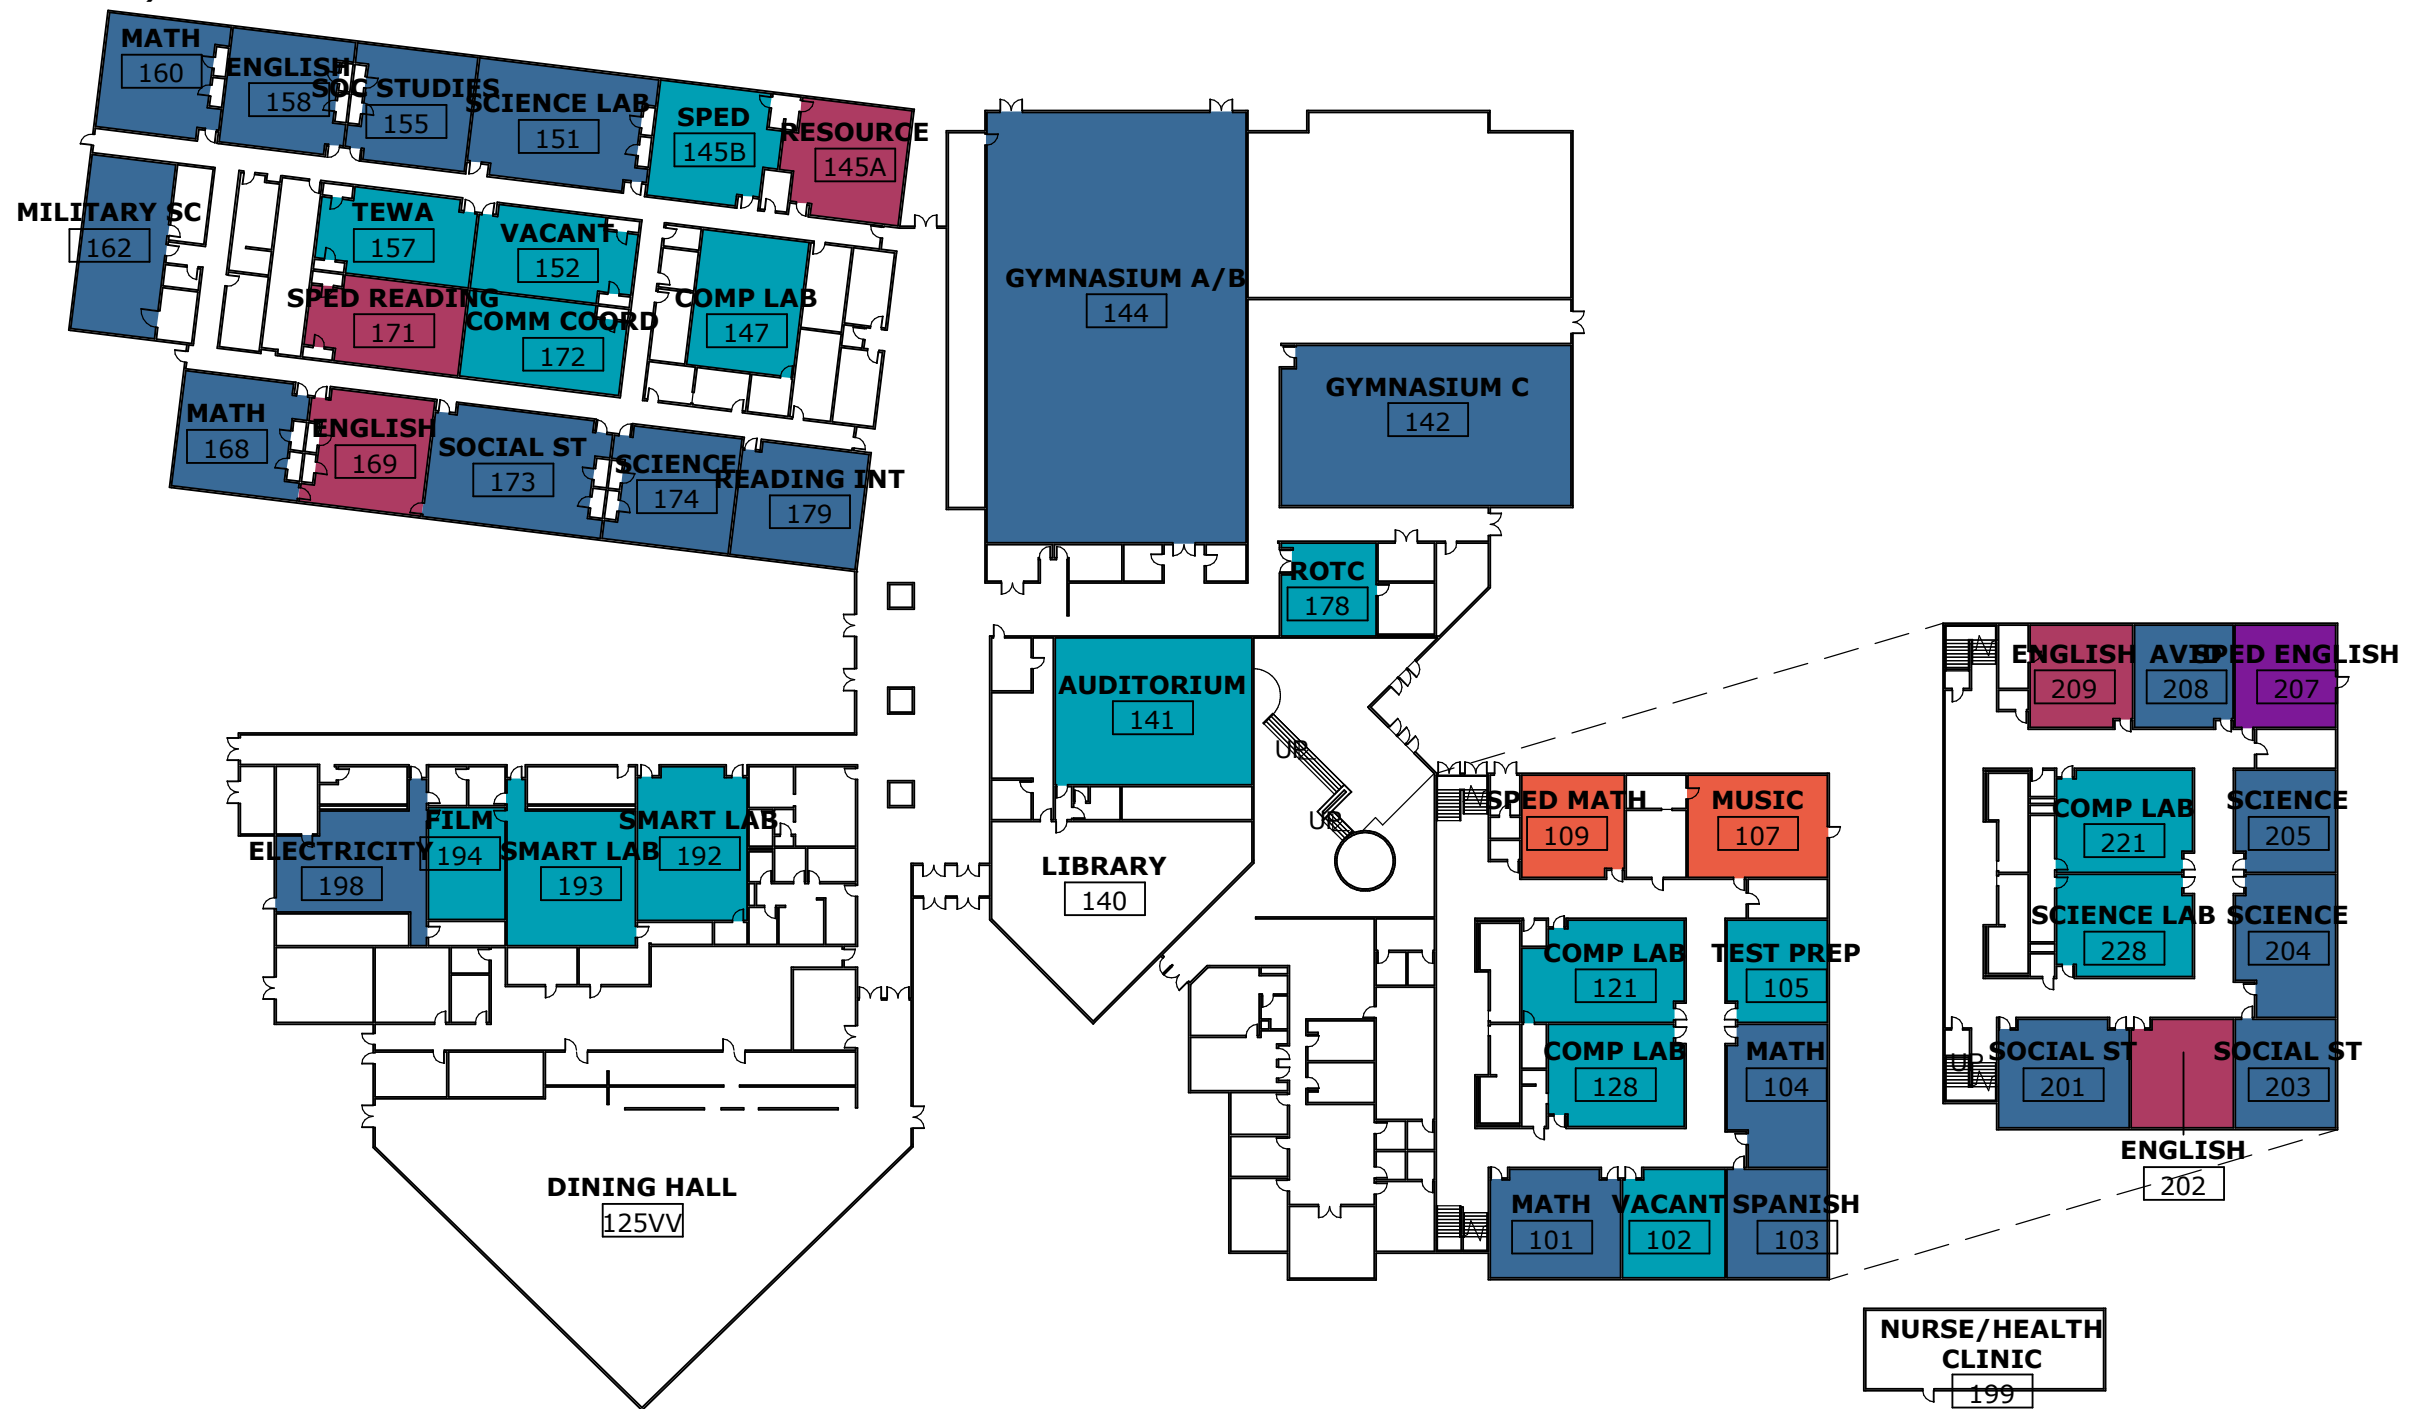 MATH
160
ENGLISH
158
SOC STUDIES
155
SCIENCE LAB
151
SPED
145B
RESOURCE
145A
MILITARY SC
162
TEWA
157
VACANT
152
SPED READING
171
COMM COORD
172
COMP LAB
147
MATH
168
ENGLISH
169
SOCIAL ST
173
SCIENCE
174
READING INT
179
GYMNASIUM A/B
144
GYMNASIUM C
142
ROTC
178
AUDITORIUM
141
UP
UP
LIBRARY
140
ELECTRICITY
198
FILM
194
SMART LAB
193
SMART LAB
192
DINING HALL
125VV
SPED MATH
109
MUSIC
107
COMP LAB
121
TEST PREP
105
COMP LAB
128
MATH
104
MATH
101
VACANT
102
SPANISH
103
ENGLISH
209
AVID
208
SPED ENGLISH
207
COMP LAB
221
SCIENCE
205
SCIENCE LAB
228
SCIENCE
204
UP
SOCIAL ST
201
SOCIAL ST
203
ENGLISH
202
NURSE/HEALTH
CLINIC
199